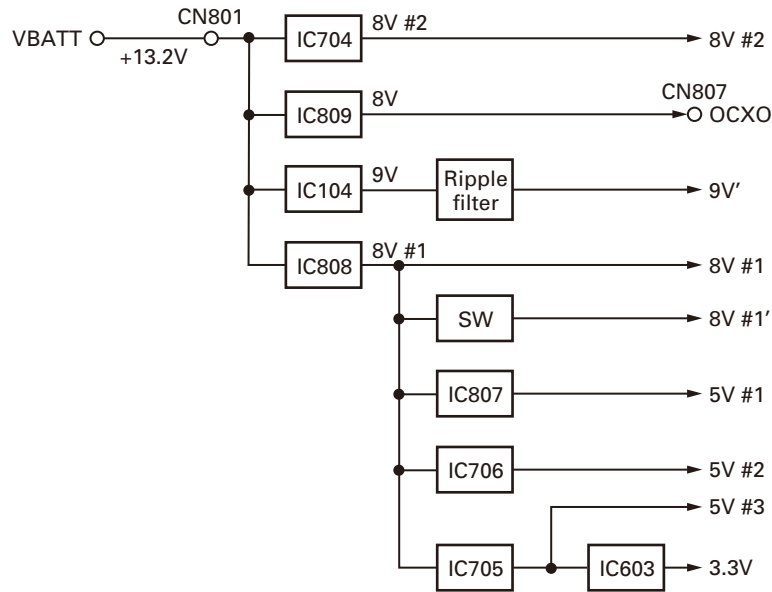 CN801
VBATT
+13.2V
IC704
8V #2
8V #2
IC809
8V
CN807
OCXO
IC104
9V
Ripple
filter
9V’
IC808
8V #1
8V #1
SW
8V #1’
IC807
5V #1
IC706
5V #2
5V #3
IC705
IC603
3.3V